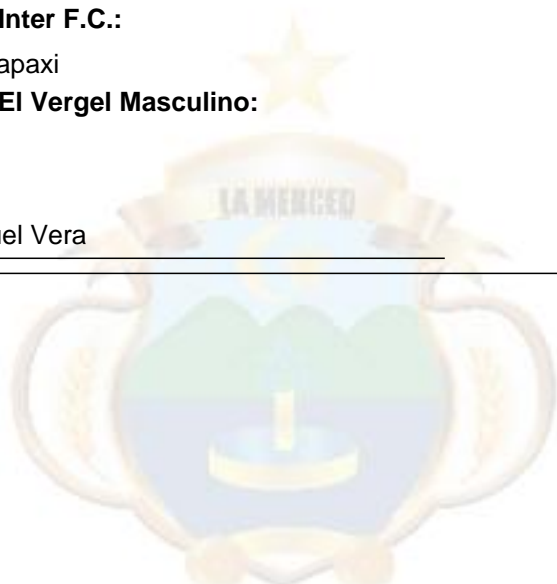 Inter F.C.:
apaxi
El Vergel Masculino:
LA MERCED
uel Vera